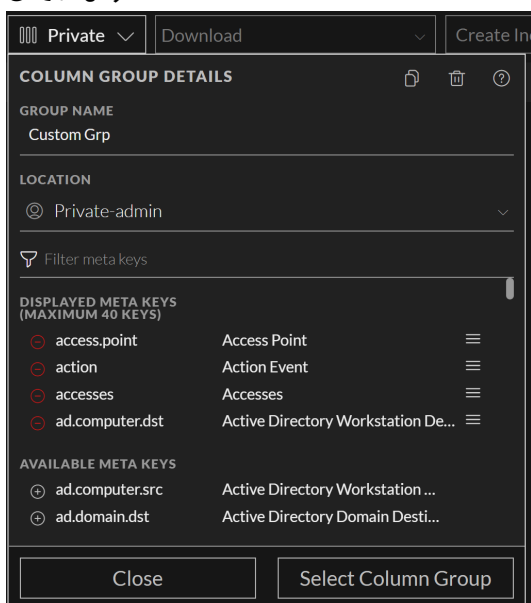 Private
Download
Create In
COLUMN GROUP DETAILS
GROUP NAME
Custom Grp
LOCATION
Private-admin
Filter meta keys
DISPLAYED META KEYS
(MAXIMUM 40 KEYS)
access.point Access Point
action Action Event
accesses Accesses
ad.computer.dst Active Directory Workstation De...
AVAILABLE META KEYS
ad.computer.src Active Directory Workstation ...
ad.domain.dst Active Directory Domain Desti...
Close Select Column Group